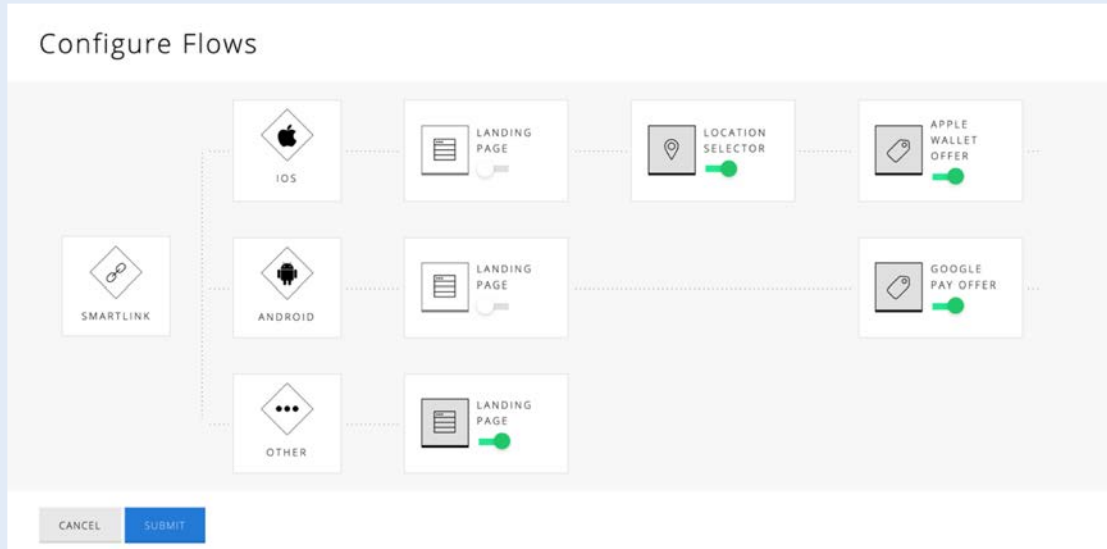 Configure Flows
IOS
LANDING
PAGE
LOCATION
SELECTOR
APPLE
WALLET
OFFER
SMARTLINK
ANDROID
LANDING
PAGE
GOOGLE
PAY OFFER
OTHER
LANDING
PAGE
CANCEL
SUBMIT